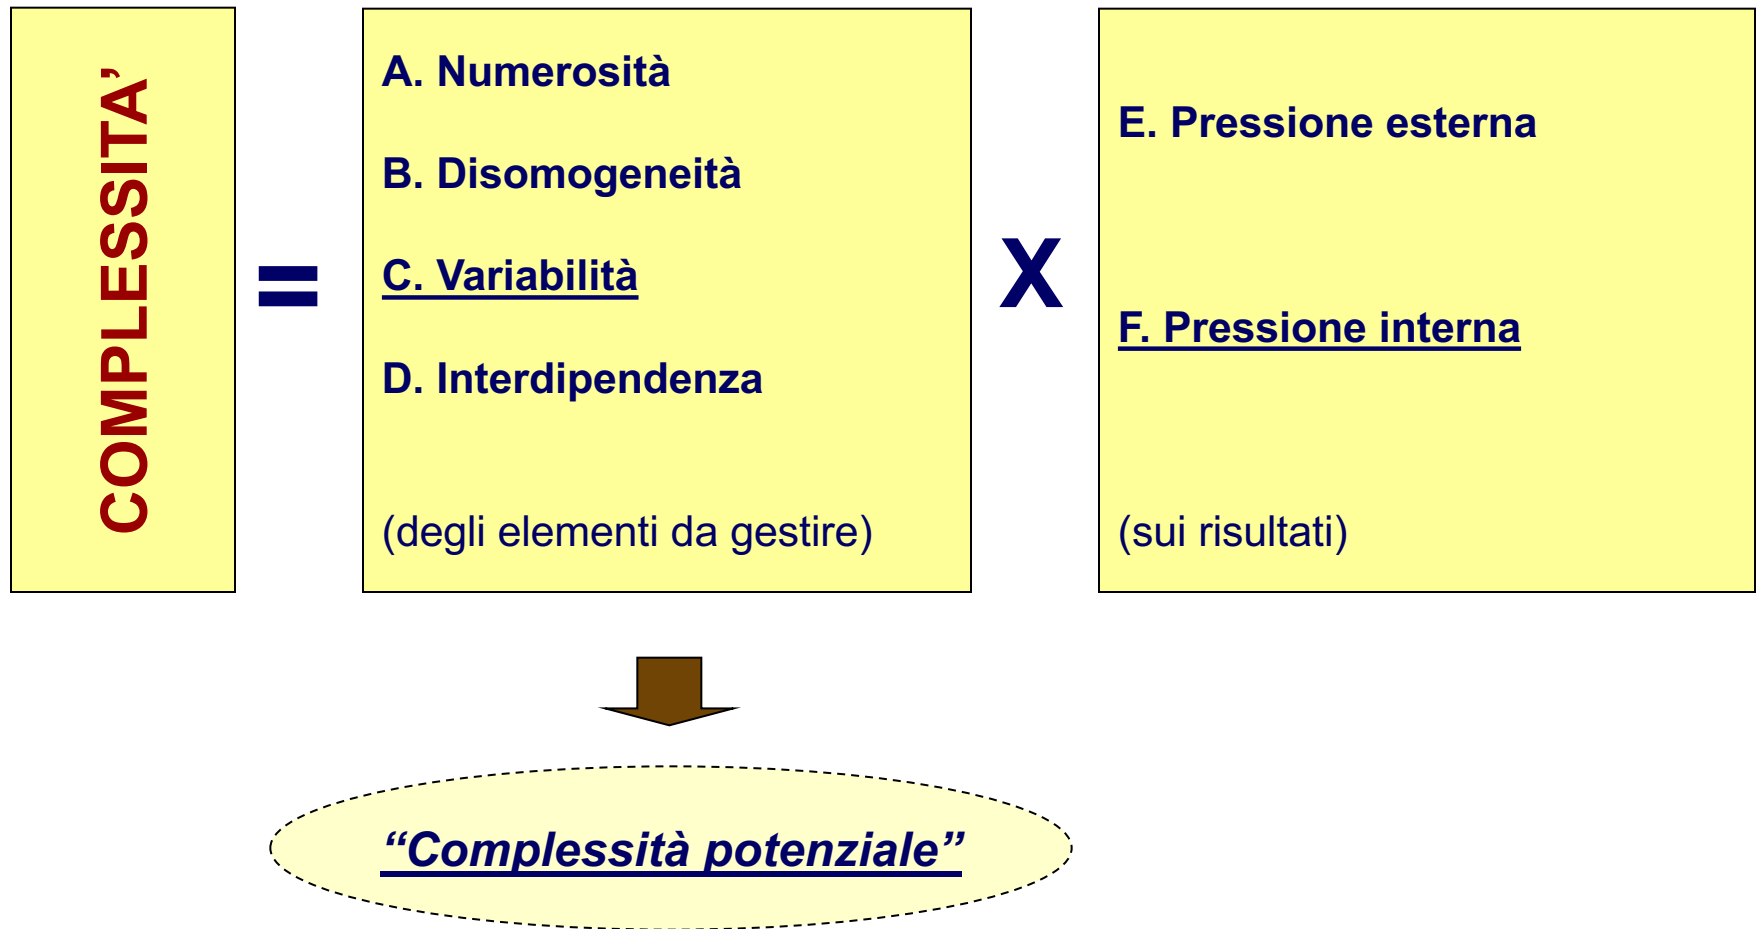 COMPLESSITA’
=
A. Numerosità
B. Disomogeneità
C. Variabilità
D. Interdipendenza
(degli elementi da gestire)
X
E. Pressione esterna
F. Pressione interna
(sui risultati)
“Complessità potenziale”